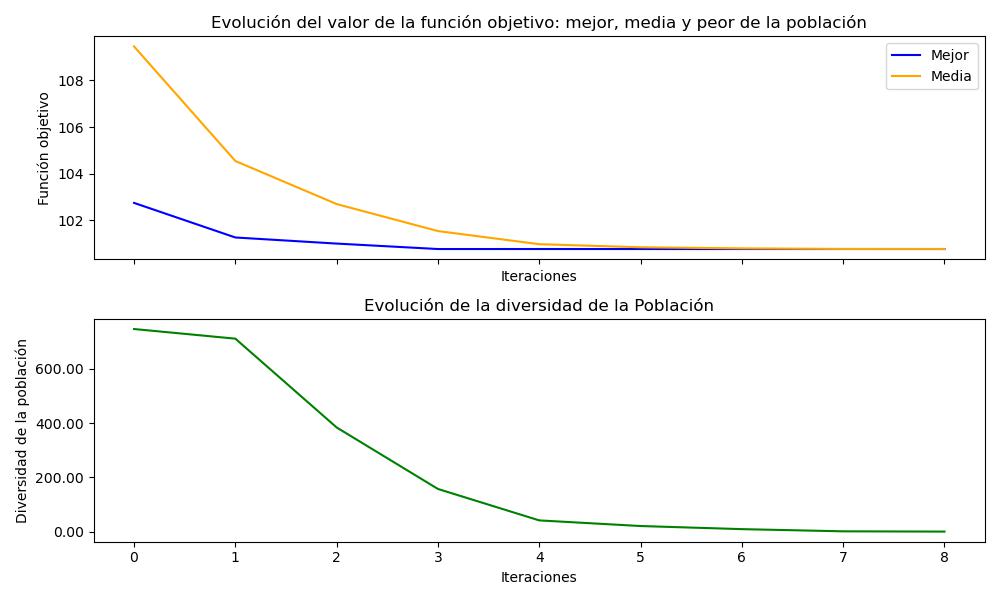 Evolución del valor de la función objetivo: mejor, media y peor de la población
Mejor
Media
Función objetivo
108
106
104
102
Iteraciones
Evolución de la diversidad de la Población
Diversidad de la población
600.00
400.00
200.00
0.00
0 1 2 3 4 5 6 7 8
Iteraciones